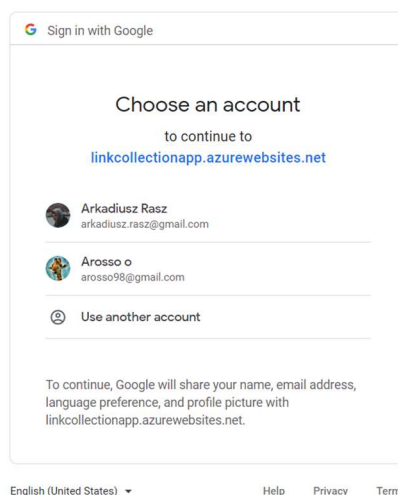 Sign in with Google
Choose an account
to continue to
linkcollectionapp.azurewebsites.net
Arkadiusz Rasz
arkadiusz.rasz@gmail.com
Arosso o
arosso98@gmail.com
Use another account
To continue, Google will share your name, email address,
language preference, and profile picture with
linkcollectionapp.azurewebsites.net.
English (United States) Help Privacy Term